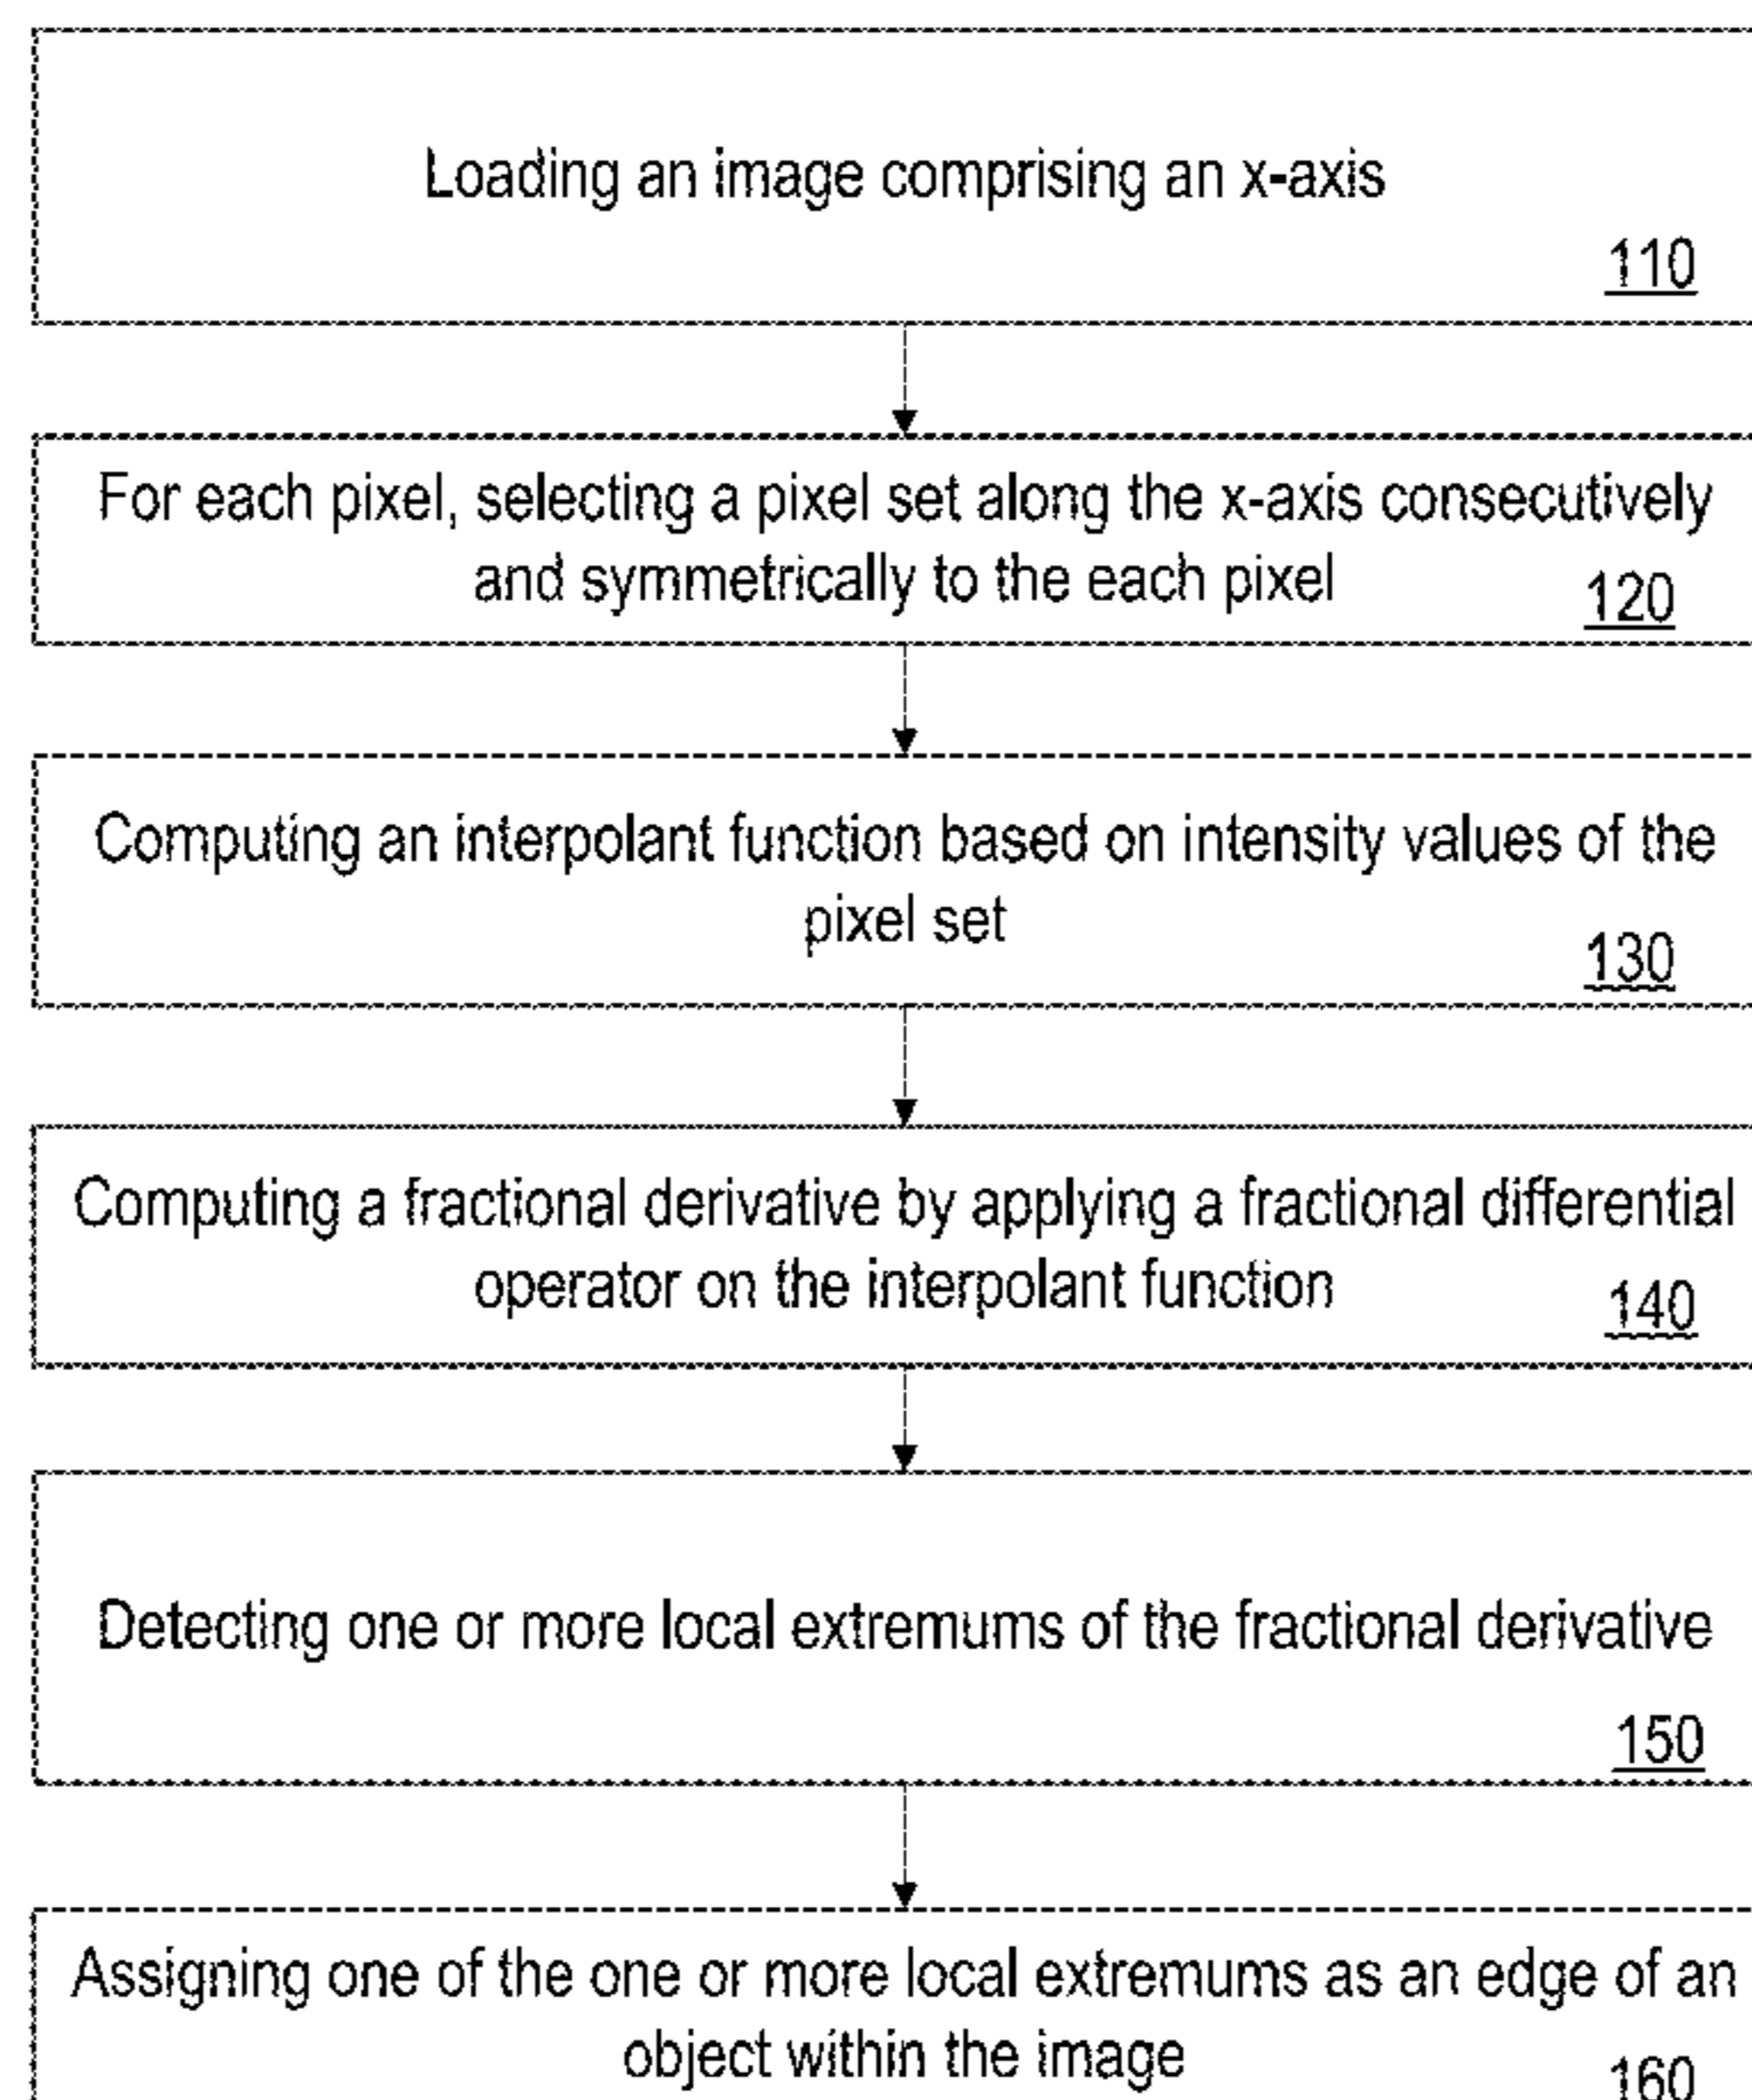 Loading an image comprising an x-axis
110
For each pixel, selecting a pixel set along the x-axis consecutively
and symmetrically to the each pixel
120
Computing an interpolant function based on intensity values of the
pixel set
130
Computing a fractional derivative by applying a fractional differential
operator on the interpolant function
140
Detecting one or more local extremums of the fractional derivative
150
Assigning one of the one or more local extremums as an edge of an
object within the image
160